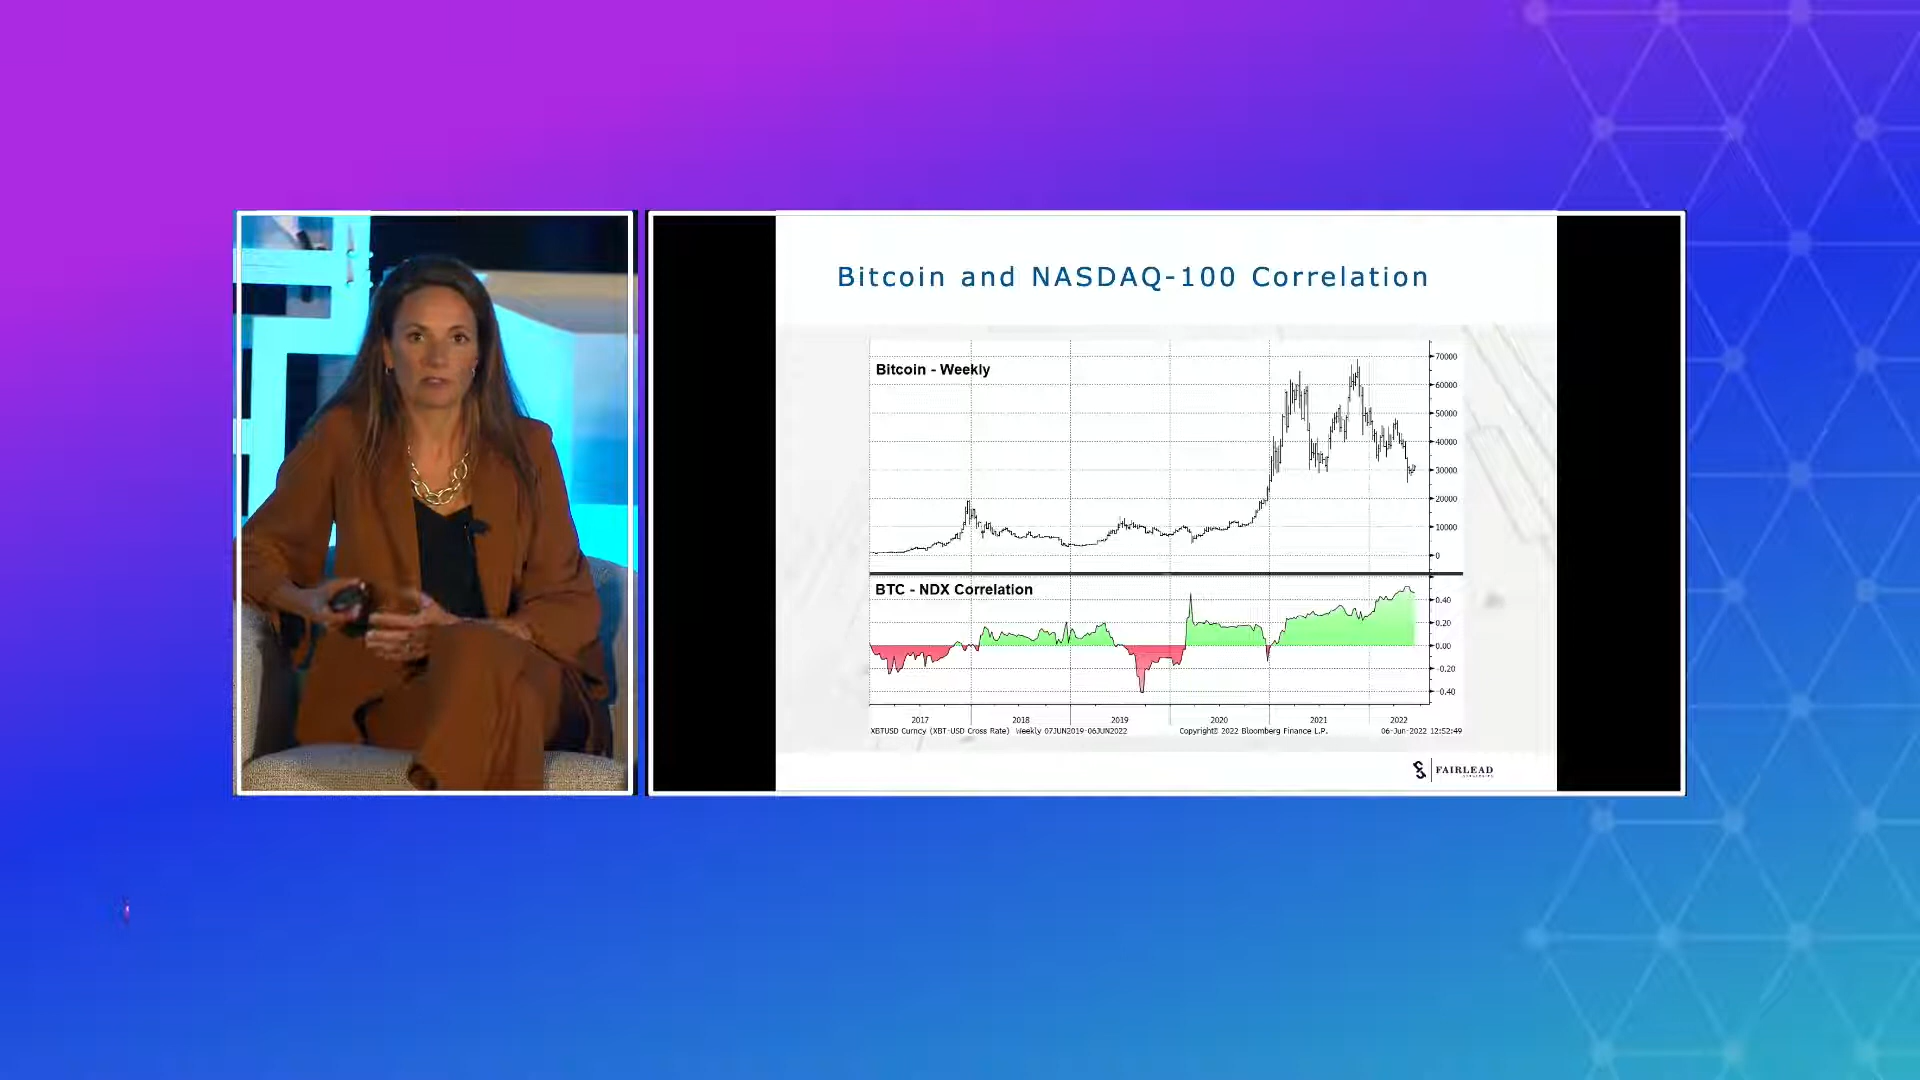 Bitcoin and NASDAQ-100 Correlation
Bitcoin - Weekly
70000
60000
50000
40000
30000
20000
10000
0
BTC - NDX Correlation
0.40
0.20
0.00
-0.20
-0.40
2017 2018 2019 2020 2021 2022
XBTUSD Curncy (XBT-USD Cross Rate) Weekly 07JUN2019-06JUN2022 Copyright© 2022 Bloomberg Finance L.P. 06-Jun-2022 12:52:49
FAIRLEAD
STRATEGIES